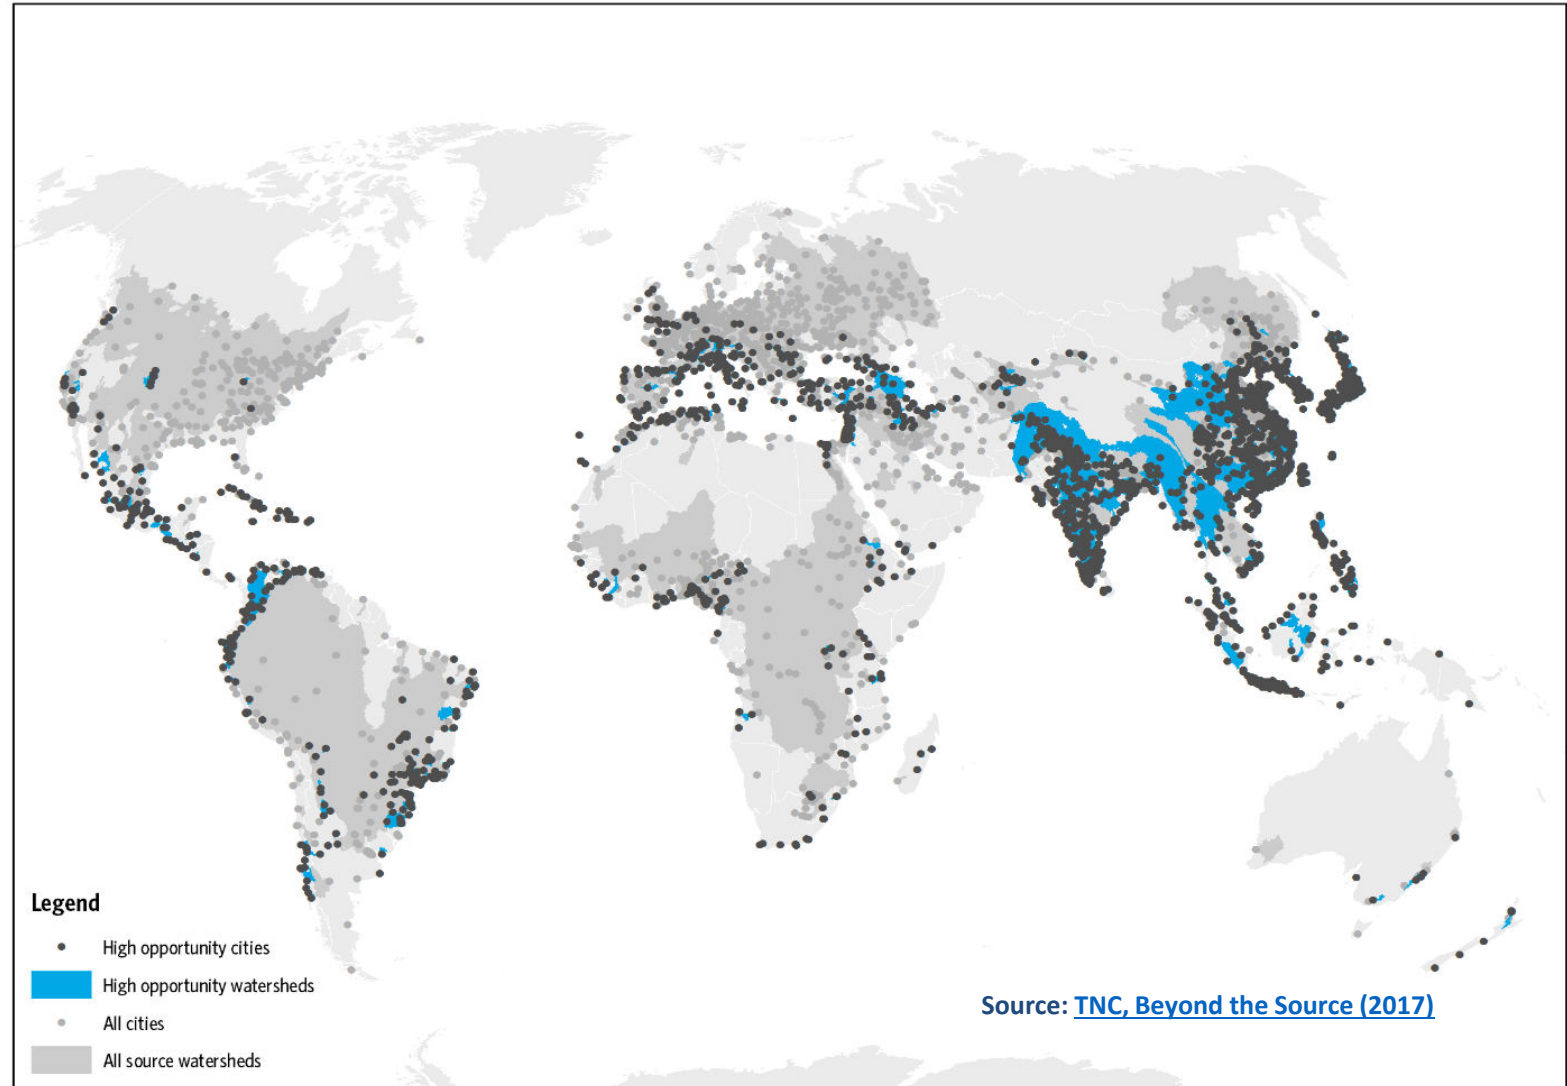 Legend
High opportunity cities
High opportunity watersheds
All cities
All source watersheds
Source: TNC, Beyond the Source (2017)